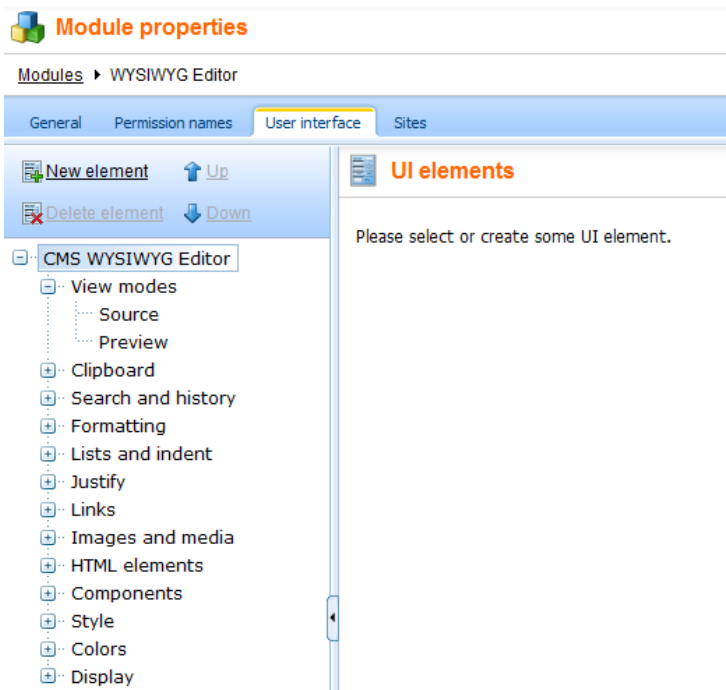 Module properties
Modules WYSIWYG Editor
General Permission names User interface Sites
New element Up
Delete element Down
UI elements
Please select or create some UI element.
CMS WYSIWYG Editor
View modes
Source
Preview
Clipboard
Search and history
Formatting
Lists and indent
Justify
Links
Images and media
HTML elements
Components
Style
Colors
Display